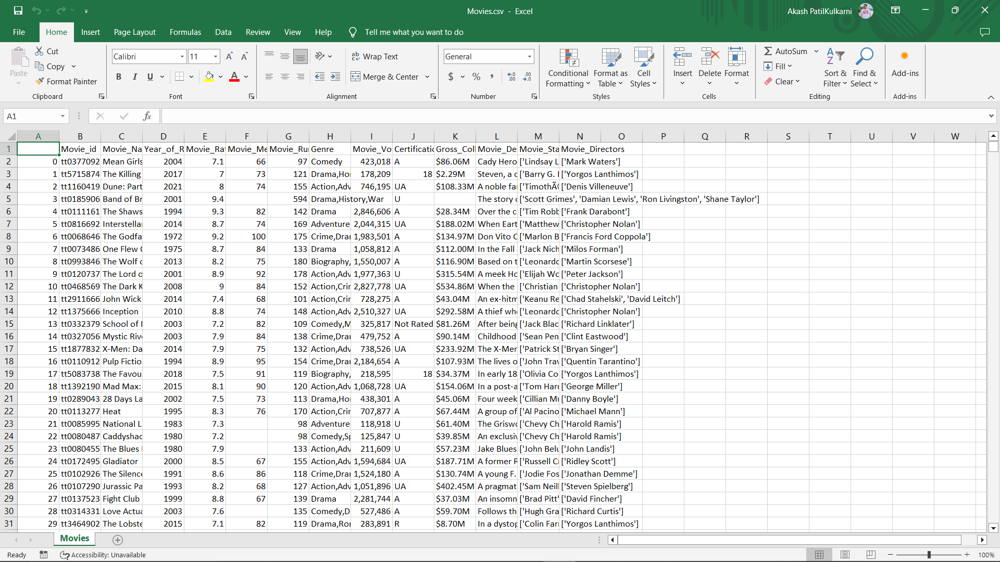 Movies.csv - Excel
Akash PatilKulkarni
File Home Insert Page Layout Formulas Data Review View Help Tell me what you want to do
Paste
Cut
Copy
Format Painter
Clipboard
Calibri 11
B I U
Font
Wrap Text
Merge & Center
Alignment
General
$ % ,
Number
Conditional Formatting
Format as Table
Cell Styles
Styles
Insert Delete Format
Cells
AutoSum
Fill
Clear
Sort & Filter
Find & Select
Editing
Add-ins
Add-ins
A1
fx
A B C D E F G H I J K L M N O P Q R S T U V W
1 Movie_id Movie_Na Year_of_R Movie_Rat Movie_Me Movie_Rui Genre Movie_Vo Certificatic Gross_Coll Movie_De Movie_Sta Movie_Directors
2 0 tt0377092 Mean Girls 2004 7.1 66 97 Comedy 423,018 A $86.06M Cady Hero ['Lindsay L ['Mark Waters']
3 1 tt5715874 The Killing 2017 7 73 121 Drama,Hor 178,209 18 $2.29M Steven, a c ['Barry G. ['Yorgos Lanthimos']
4 2 tt1160419 Dune: Part 2021 8 74 155 Action,Adv 746,195 UA $108.33M A noble fa ['TimothÃ ['Denis Villeneuve']
5 3 tt0185906 Band of Br 2001 9.4 594 Drama,History,War U The story ['Scott Grimes', 'Damian Lewis', 'Ron Livingston', 'Shane Taylor']
6 4 tt0111161 The Shaws 1994 9.3 82 142 Drama 2,846,606 A $28.34M Over the c ['Tim Robb ['Frank Darabont']
7 5 tt0816692 Interstella 2014 8.7 74 169 Adventure, 2,044,315 UA $188.02M When Eart ['Matthew ['Christopher Nolan']
8 6 tt0068646 The Godfa 1972 9.2 100 175 Crime,Dra 1,983,501 A $134.97M Don Vito C ['Marlon B ['Francis Ford Coppola']
9 7 tt0073486 One Flew 1975 8.7 84 133 Drama 1,058,812 A $112.00M In the Fall ['Jack Nich ['Milos Forman']
10 8 tt0993846 The Wolf 2013 8.2 75 180 Biography, 1,550,007 A $116.90M Based on t ['Leonardo ['Martin Scorsese']
11 9 tt0120737 The Lord o 2001 8.9 92 178 Action,Adv 1,977,363 U $315.54M A meek Ho ['Elijah Wo ['Peter Jackson']
12 10 tt0468569 The Dark K 2008 9 84 152 Action,Crir 2,827,778 UA $534.86M When the ['Christian ['Christopher Nolan']
13 11 tt2911666 John Wick 2014 7.4 68 101 Action,Crir 728,275 A $43.04M An ex-hitm ['Keanu Re ['Chad Stahelski', 'David Leitch']
14 12 tt1375666 Inception 2010 8.8 74 148 Action,Adv 2,510,327 UA $292.58M A thief wh ['Leonardo ['Christopher Nolan']
15 13 tt0332379 School of 2003 7.2 82 109 Comedy,M 325,817 Not Rated $81.26M After being ['Jack Blac ['Richard Linklater']
16 14 tt0327056 Mystic Riv 2003 7.9 84 138 Crime,Dra 479,752 A $90.14M Childhood ['Sean Pen ['Clint Eastwood']
17 15 tt1877832 X-Men: Da 2014 7.9 75 132 Action,Adv 738,526 UA $233.92M The X-Men ['Patrick St ['Bryan Singer']
18 16 tt0110912 Pulp Fictio 1994 8.9 95 154 Crime,Dra 2,184,654 A $107.93M The lives o ['John Trav ['Quentin Tarantino']
19 17 tt5083738 The Favou 2018 7.5 91 119 Biography, 218,595 18 $34.37M In early 18 ['Olivia Co ['Yorgos Lanthimos']
20 18 tt1392190 Mad Max: 2015 8.1 90 120 Action,Adv 1,068,728 UA $154.06M In a post-a ['Tom Hard ['George Miller']
21 19 tt0289043 28 Days La 2002 7.5 73 113 Drama,Hor 438,301 A $45.06M Four week ['Cillian Mu ['Danny Boyle']
22 20 tt0113277 Heat 1995 8.3 76 170 Action,Crir 707,877 A $67.44M A group of ['Al Pacino ['Michael Mann']
23 21 tt0085995 National L 1983 7.3 98 Adventure, 118,918 U $61.40M The Griswo ['Chevy Ch ['Harold Ramis']
24 22 tt0080487 Caddyshac 1980 7.2 98 Comedy,Sp 125,847 U $39.85M An exclusiv ['Chevy Ch ['Harold Ramis']
25 23 tt0080455 The Blues 1980 7.9 133 Action,Adv 211,609 U $57.23M Jake Blues ['John Belu ['John Landis']
26 24 tt0172495 Gladiator 2000 8.5 67 155 Action,Adv 1,594,684 UA $187.71M A former R ['Russell C ['Ridley Scott']
27 25 tt0102926 The Silence 1991 8.6 86 118 Crime,Dra 1,524,180 A $130.74M A young F. ['Jodie Fos ['Jonathan Demme']
28 26 tt0107290 Jurassic Pa 1993 8.2 68 127 Action,Adv 1,051,896 UA $402.45M A pragmat ['Sam Neill ['Steven Spielberg']
29 27 tt0137523 Fight Club 1999 8.8 67 139 Drama 2,281,744 A $37.03M An insomn ['Brad Pitt' ['David Fincher']
30 28 tt0314331 Love Actua 2003 7.6 135 Comedy,D 527,486 A $59.70M Follows th ['Hugh Gra ['Richard Curtis']
31 29 tt3464902 The Lobste 2015 7.1 82 119 Drama,Ror 283,891 R $8.70M In a dystop ['Colin Farr ['Yorgos Lanthimos']
Movies
Ready Accessibility: Unavailable 100%